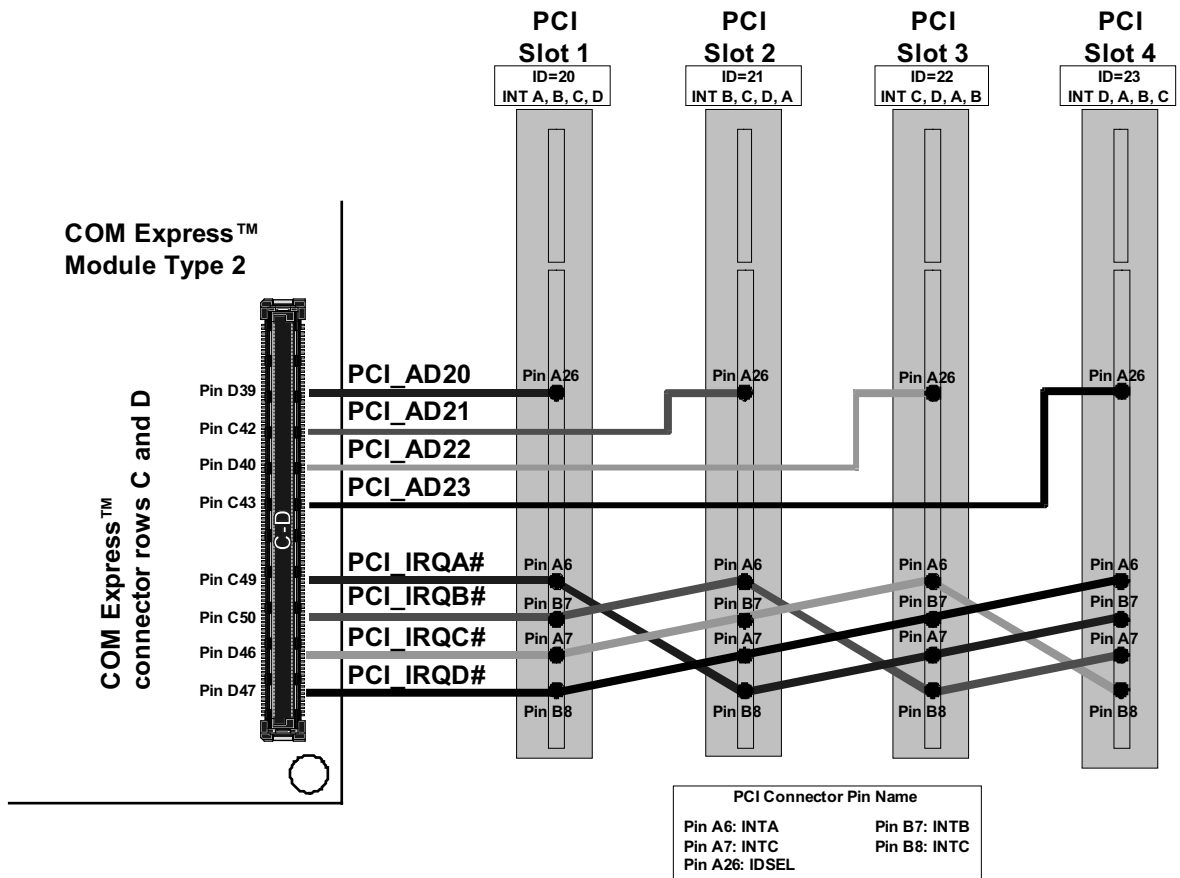 PCI
Slot 1
ID=20
INT A, B, C, D
PCI
Slot 2
ID=21
INT B, C, D, A
PCI
Slot 3
ID=22
INT C, D, A, B
PCI
Slot 4
ID=23
INT D, A, B, C
COM Express™
Module Type 2
COM Express™
connector rows C and D
C-D
Pin D39
PCI_AD20
Pin A26
Pin A26
Pin A26
Pin A26
Pin C42
PCI_AD21
Pin D40
PCI_AD22
Pin C43
PCI_AD23
Pin C49
PCI_IRQA#
Pin A6
Pin A6
Pin A6
Pin A6
Pin C50
PCI_IRQB#
Pin B7
Pin B7
Pin B7
Pin B7
Pin D46
PCI_IRQC#
Pin A7
Pin A7
Pin A7
Pin A7
Pin D47
PCI_IRQD#
Pin B8
Pin B8
Pin B8
Pin B8
PCI Connector Pin Name
Pin A6: INTA
Pin B7: INTB
Pin A7: INTC
Pin B8: INTC
Pin A26: IDSEL